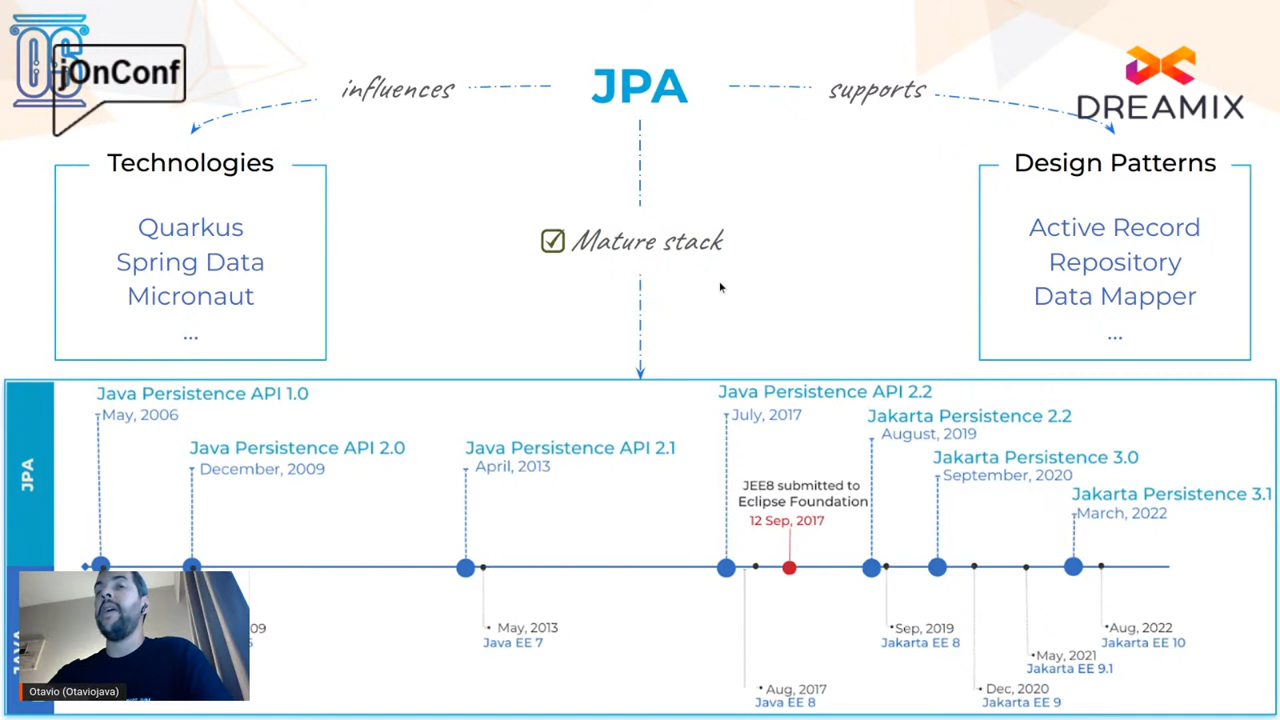 OS
jOnConf
influences
JPA
supports
DREAMIX
Technologies
Quarkus
Spring Data
Micronaut
...
Mature stack
Design Patterns
Active Record
Repository
Data Mapper
...
JPA
Java Persistence API 1.0
May, 2006
Java Persistence API 2.0
December, 2009
Java Persistence API 2.1
April, 2013
Java Persistence API 2.2
July, 2017
JEE8 submitted to
Eclipse Foundation
12 Sep, 2017
Jakarta Persistence 2.2
August, 2019
Jakarta Persistence 3.0
September, 2020
Jakarta Persistence 3.1
March, 2022
May, 2013
Java EE 7
Aug, 2017
Java EE 8
Sep, 2019
Jakarta EE 8
Dec, 2020
Jakarta EE 9
May, 2021
Jakarta EE 9.1
Aug, 2022
Jakarta EE 10
Otavio (Otaviojava)